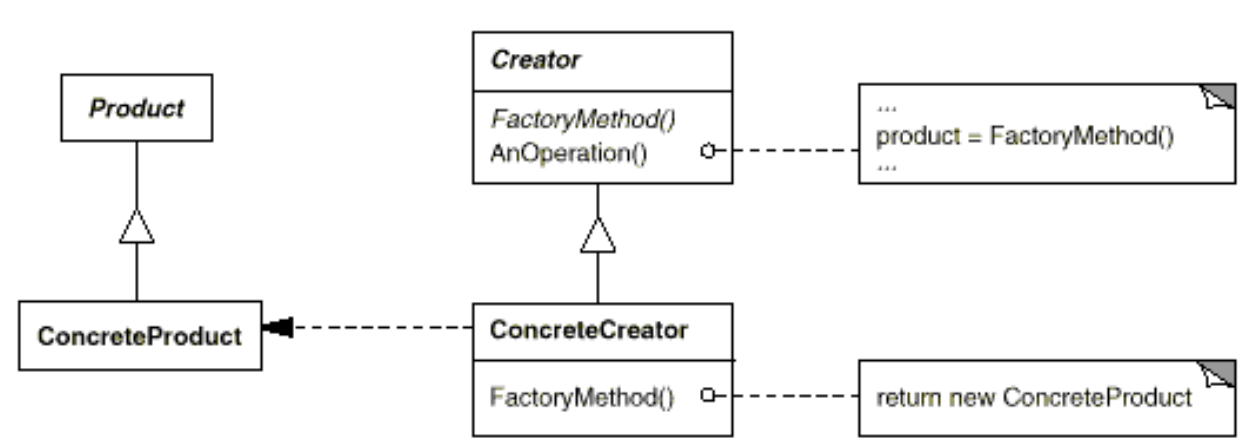 Product
ConcreteProduct
Creator
FactoryMethod()
AnOperation()
...
product = FactoryMethod()
...
ConcreteCreator
FactoryMethod()
return new ConcreteProduct